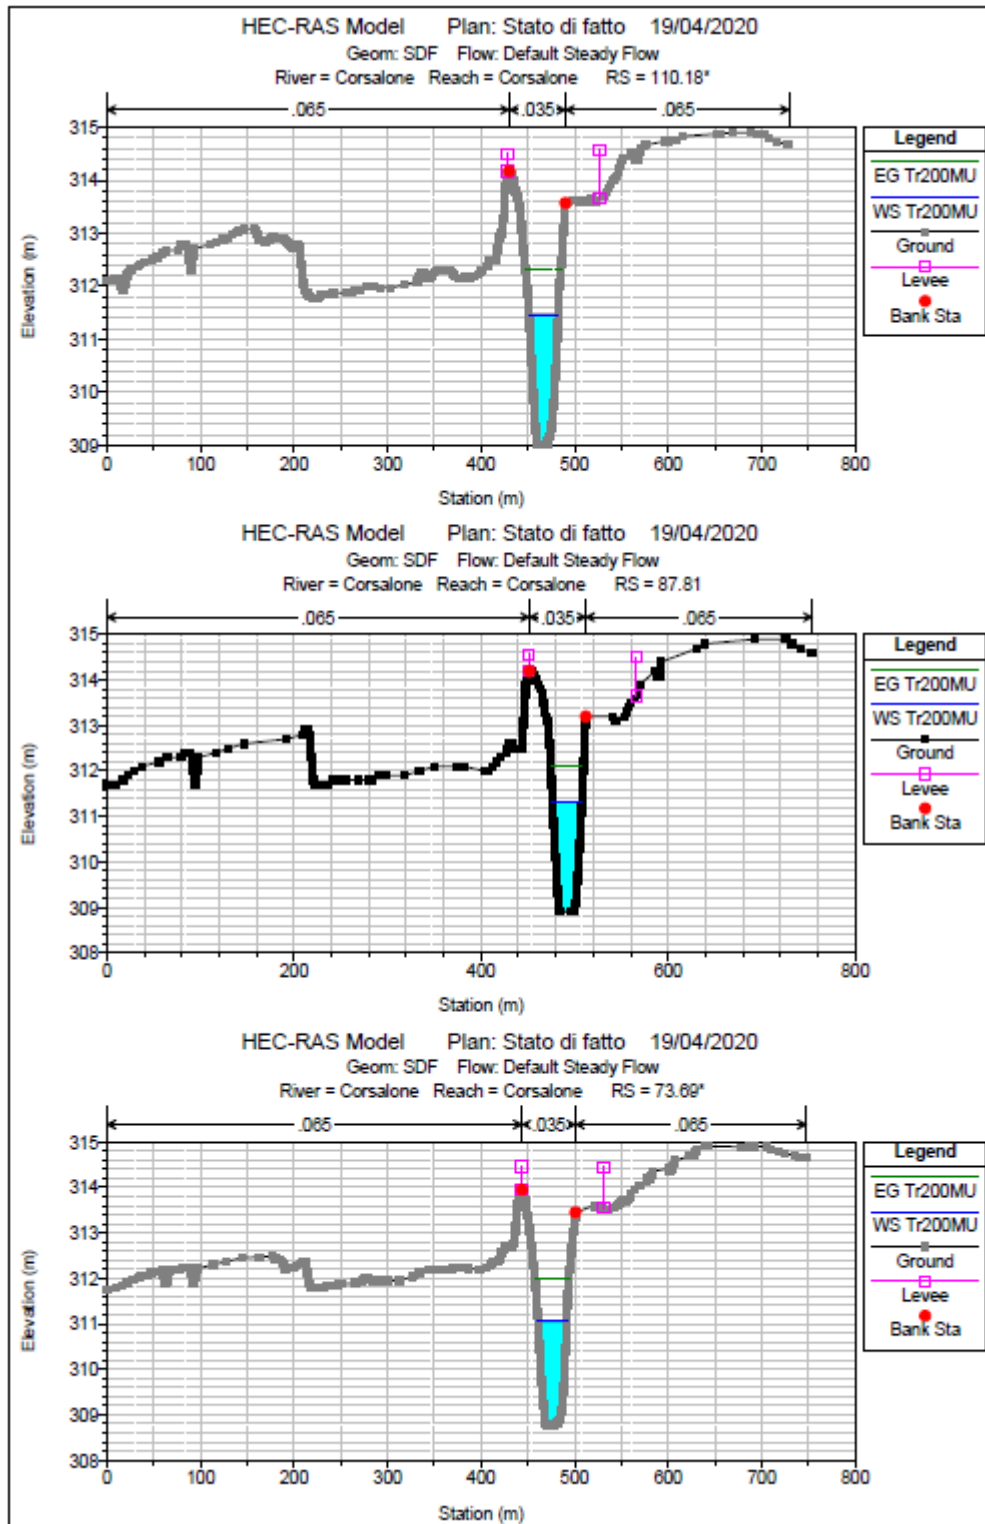 HEC-RAS Model Plan: Stato di fatto 19/04/2020
Geom: SDF Flow: Default Steady Flow
River = Corsalone Reach = Corsalone RS = 110.18*
.065 .035 .065
315
314
313
312
311
310
309
Elevation (m)
0 100 200 300 400 500 600 700 800
Station (m)
Legend
EG Tr200MU
WS Tr200MU
Ground
Levee
Bank Sta
HEC-RAS Model Plan: Stato di fatto 19/04/2020
Geom: SDF Flow: Default Steady Flow
River = Corsalone Reach = Corsalone RS = 87.81
.065 .035 .065
315
314
313
312
311
310
309
308
Elevation (m)
0 200 400 600 800
Station (m)
Legend
EG Tr200MU
WS Tr200MU
Ground
Levee
Bank Sta
HEC-RAS Model Plan: Stato di fatto 19/04/2020
Geom: SDF Flow: Default Steady Flow
River = Corsalone Reach = Corsalone RS = 73.69*
.065 .035 .065
315
314
313
312
311
310
309
308
Elevation (m)
0 100 200 300 400 500 600 700 800
Station (m)
Legend
EG Tr200MU
WS Tr200MU
Ground
Levee
Bank Sta